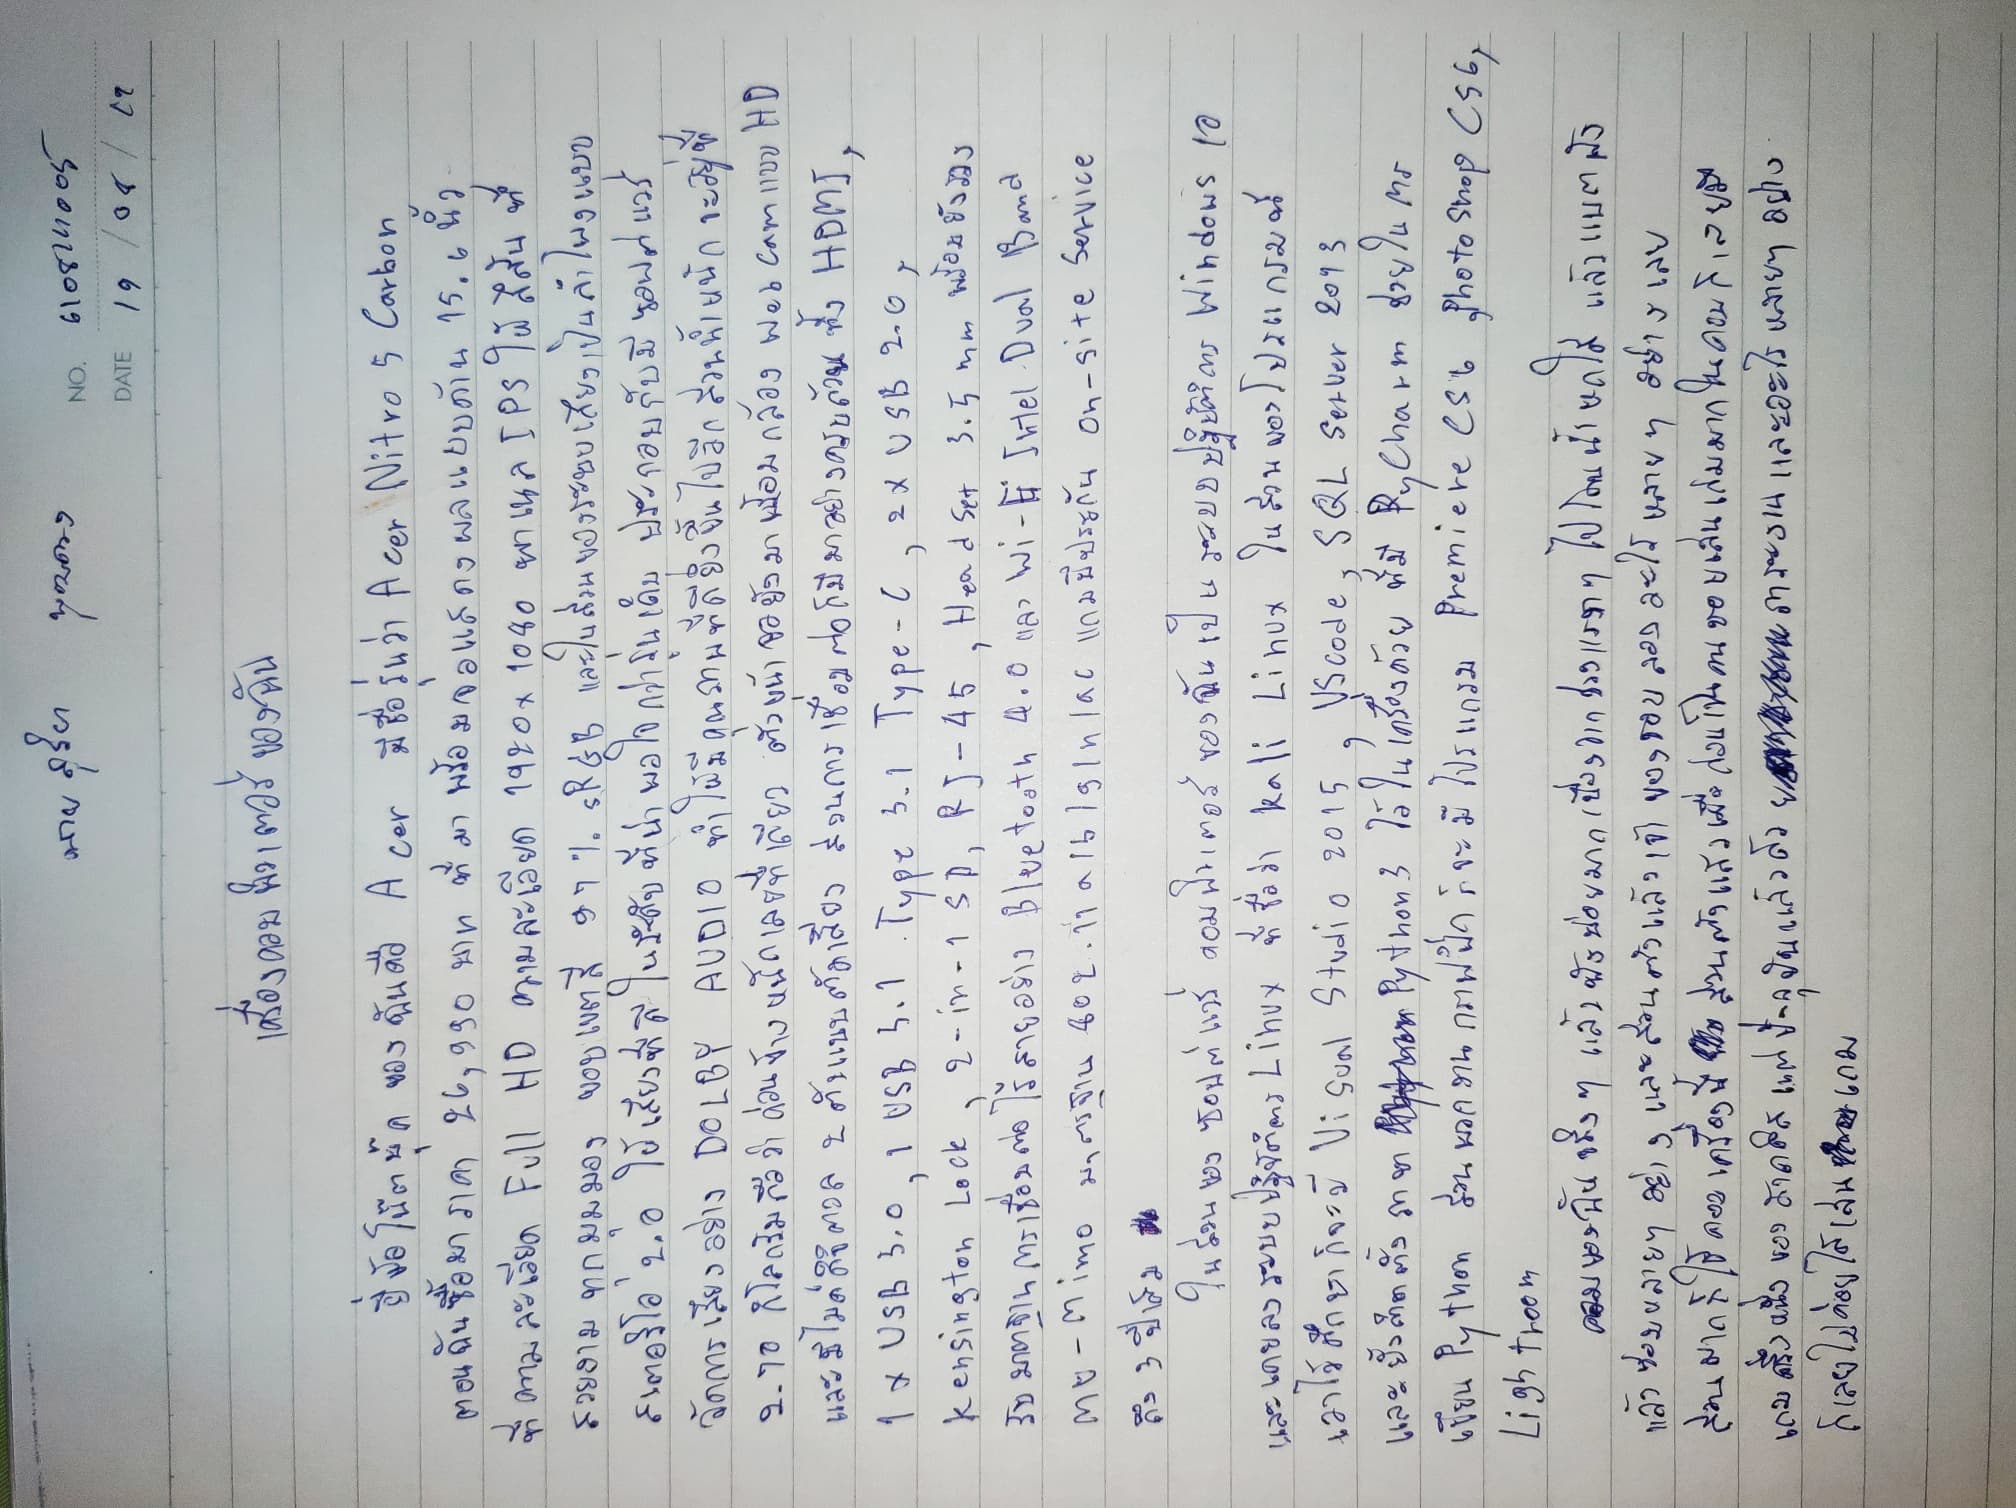 นาย สุริยา พุฒดวง NO. 610811005
DATE 19 / 08 / 62
เครื่องคอมพิวเตอร์ของฉัน
ยี่ห้อโน๊ตบุ๊ค ของฉันคือ Acer มีชื่อรุ่นว่า Acer Nitro 5 Carbon
ตอนฉันซื้อมาราคา 26,990 บาท ที่มาพร้อมจอแสดงผลแบบด้าน 15.6 นิ้ว
ที่ความละเอียด Full HD ความละเอียด 1920x1080 พาเนล IPS ให้สีสันที่
สวยงาม ทุกมุมมอง ขอบเขตสี 97% sRGB และในส่วนของระบบเสียงเป็นลำโพงแบบ
สเตอริโอ 2.0 ให้เสียงที่ดี ในระดับที่น่าพอใจกว่ารุ่นเดิม ประกอบกับมี ซอฟต์แวร์
จัดการเสียงอย่าง DOLBY AUDIO ทำให้มีคุณภาพที่ดียิ่งขึ้นไปอีก ส่วนน้ำหนัก จะอยู่ที่
2.70 กิโลกรัมถือว่า ค่อนข้างหนักเลยทีเดียว ตัวหน้าจอยังมาพร้อมกล้อง webcam แบบ HD
และมีไมค์ดิจิตอล 2 ตัวแบบตัดเสียง ส่วนการเชื่อมต่อก็มีมาอย่างครบถ้วน ทั้ง HDMI,
1 x USB 3.0, 1 USB 3.1 Type 3.1 Type-C, 2x USB 2.0,
Kensington Lock, 2-in-1 SD, RJ-45, HeadSet 3.5 mm พร้อมยังรอง
รับมาตฐานการเชื่อมต่อไร้สายอย่าง Bluetooth 4.0 และ Wi-Fi Intel Dual Band
mu-mimo มาตรฐาน 802.11 a/b/g/n/ac แถมมีประกัน on-site Service
ถึง 3 ปีเต็ม
ในส่วนของ ซอฟต์แวร์ คอมพิวเตอร์ของฉันเป็น ระบบปฏิบัติการ Windows 10
และเคยลงระบบปฏิบัติการ Linux ที่ชื่อว่า kali Linux ในส่วนของโปรแกรมที่
เอาไว้ศึกษาก็จะมี Visual Studio 2015, VScode, SQL Server 2013
และยังติดตั้งภาษา Python3 ไว้ในเครื่องด้วย ที่มี PyCharm ช่วยในการ
เขียน Python ส่วนพวกงานกราฟฟิกก็จะมีโปรแกรม Premiere CS6, PhotoShop CS6,
Lightroom
คอมของฉันจริงๆ แล้วพังบ่อยมากเนื่องจากช่วงแรกๆ ไปโดนน้ำหกใส่ แล้วแบตพัง
แล้วซ่อมหลายๆ อย่าง และส่วนตัวแล้วเจ้าของชอบลองอะไรหลายๆ อย่างเลย
ส่วนมากก็ใช้คอมเครื่องนี้ ส่วนตัวแล้วเมื่อก่อนเป็นคนชอบเล่นเกมมากในคอมก็เลยมี
เกมครึ่งหนึ่งของฮาดดิส แต่ปัจจุบันแล้วด้วยภาระงานและอะไรหลายๆ อย่าง
ก็เลยไม่ค่อยได้เล่นเกม